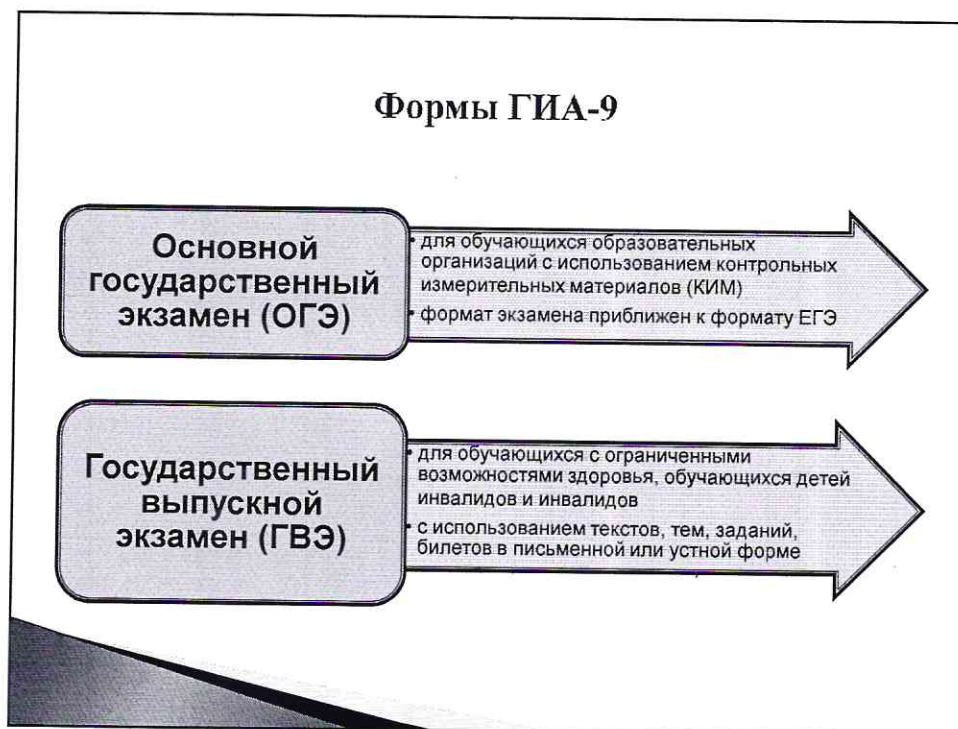 Формы ГИА-9
Основной
государственный
экзамен (ОГЭ)
• для обучающихся образовательных
организаций с использованием контрольных
измерительных материалов (КИМ)
• формат экзамена приближен к формату ЕГЭ
Государственный
выпускной
экзамен (ГВЭ)
• для обучающихся с ограниченными
возможностями здоровья, обучающихся детей
инвалидов и инвалидов
• с использованием текстов, тем, заданий,
билетов в письменной или устной форме